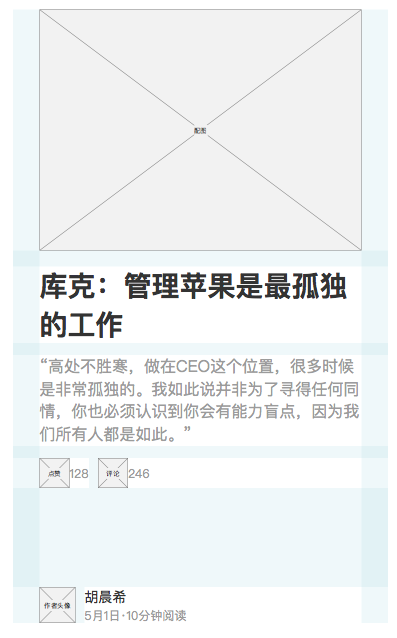 配图
库克：管理苹果是最孤独
的工作
“高处不胜寒，做在CEO这个位置，很多时候
是非常孤独的。我如此说并非为了寻得任何同
情，你也必须认识到你会有能力盲点，因为我
们所有人都是如此。”
点赞 128 评论 246
作者头像 胡晨希
5月1日·10分钟阅读